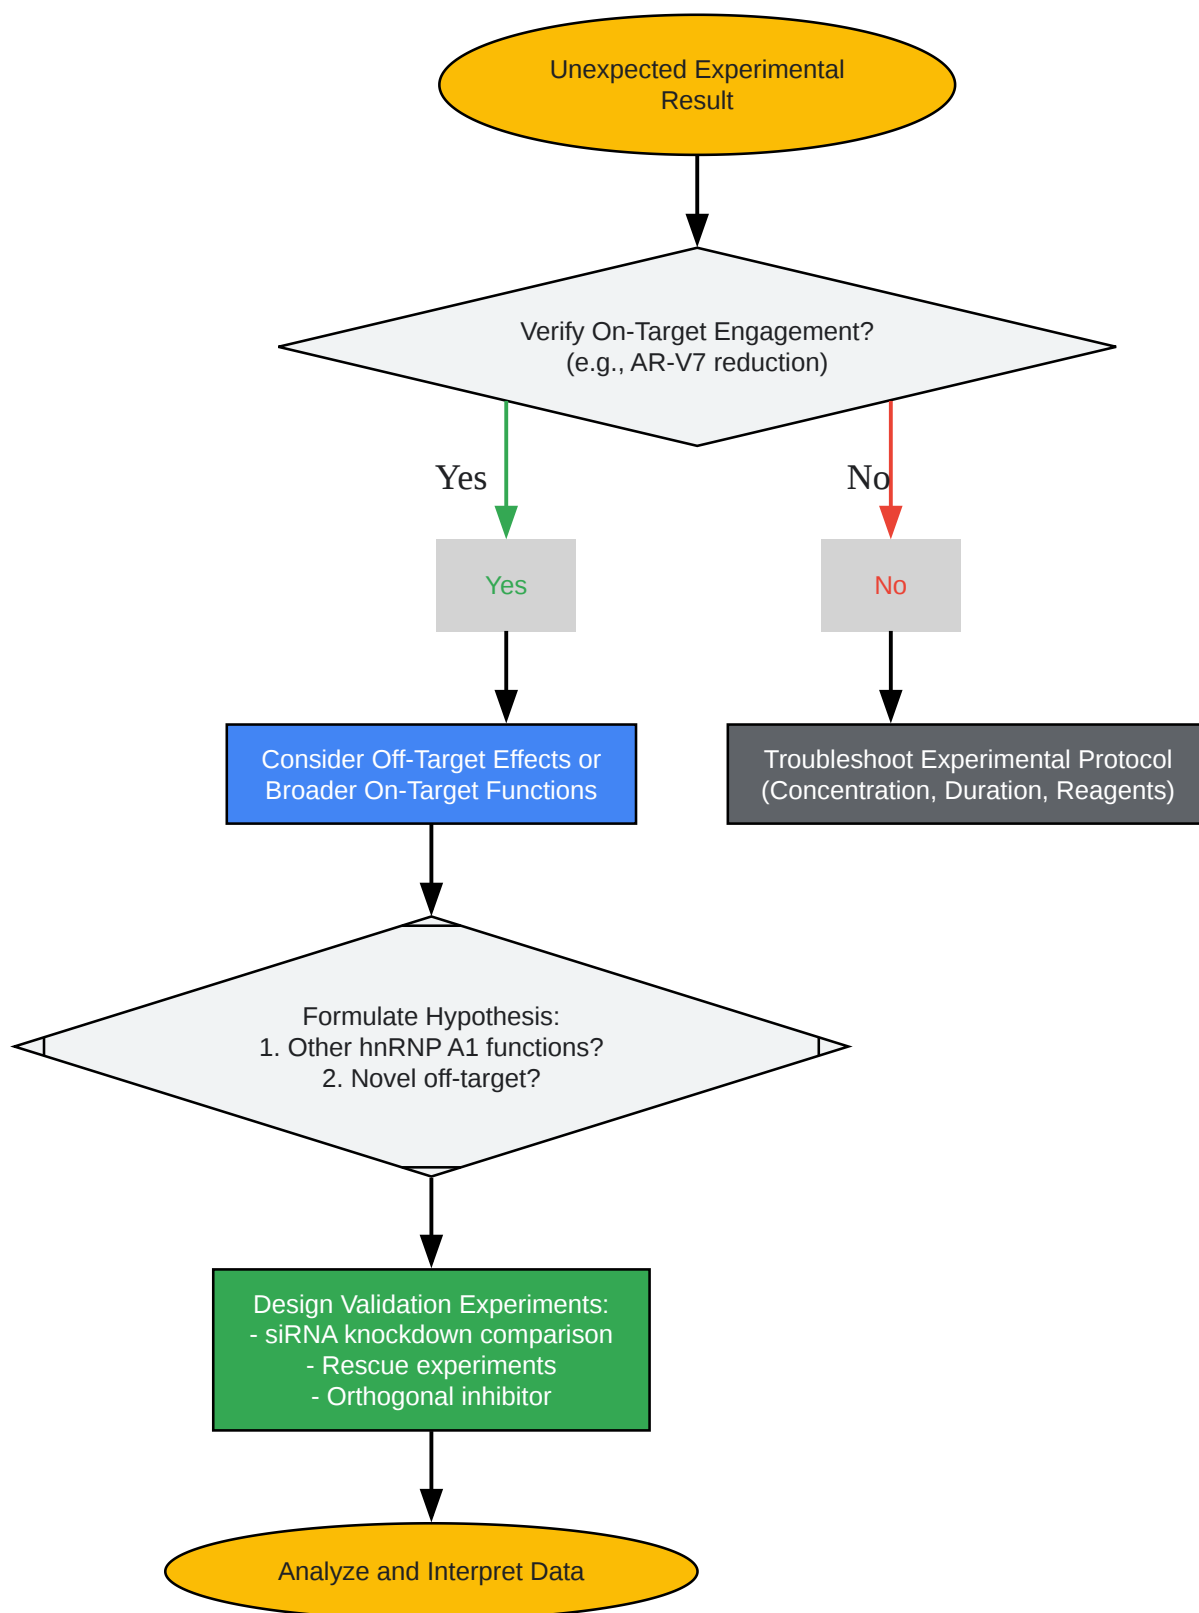 Unexpected Experimental
Result
Verify On-Target Engagement?
(e.g., AR-V7 reduction)
Yes
No
Yes
No
Consider Off-Target Effects or
Broader On-Target Functions
Troubleshoot Experimental Protocol
(Concentration, Duration, Reagents)
Formulate Hypothesis:
1. Other hnRNP A1 functions?
2. Novel off-target?
Design Validation Experiments:
- siRNA knockdown comparison
- Rescue experiments
- Orthogonal inhibitor
Analyze and Interpret Data